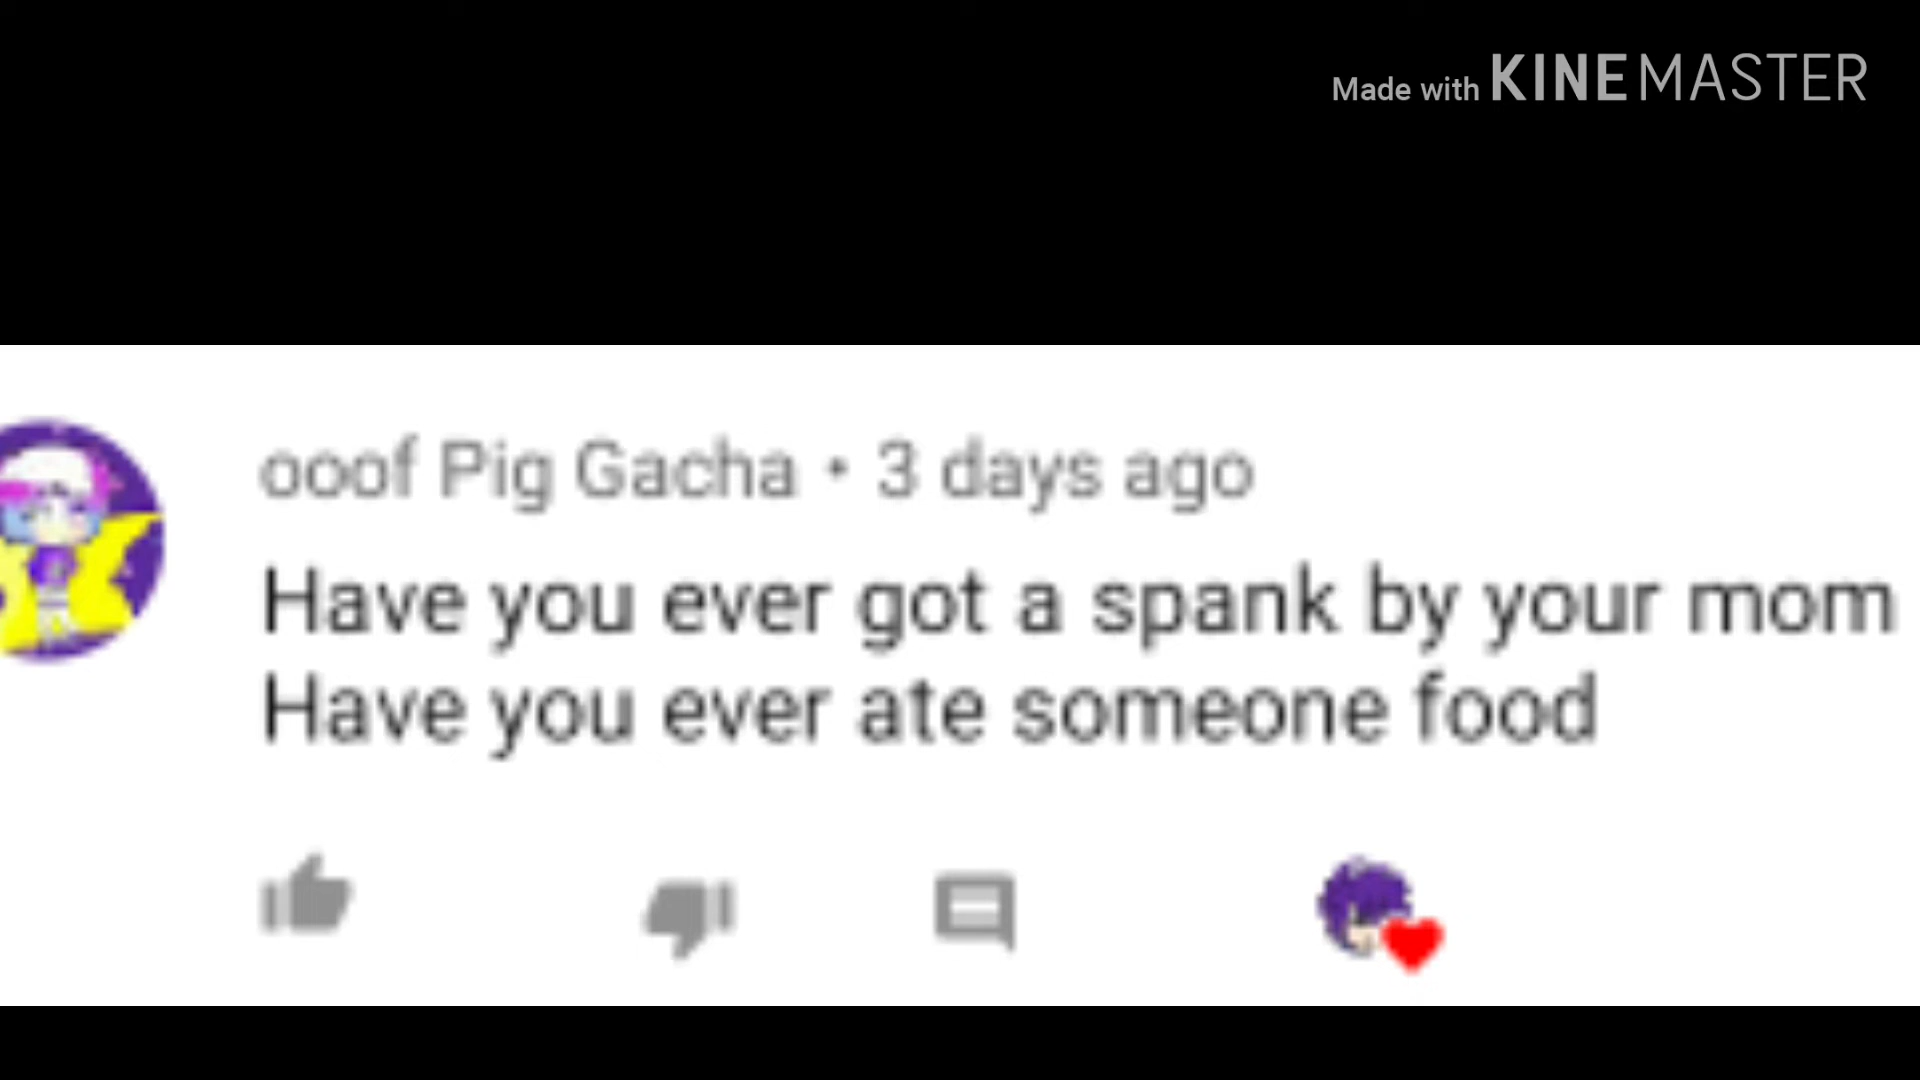 Made with KINEMASTER
ooof Pig Gacha • 3 days ago
Have you ever got a spank by your mom
Have you ever ate someone food